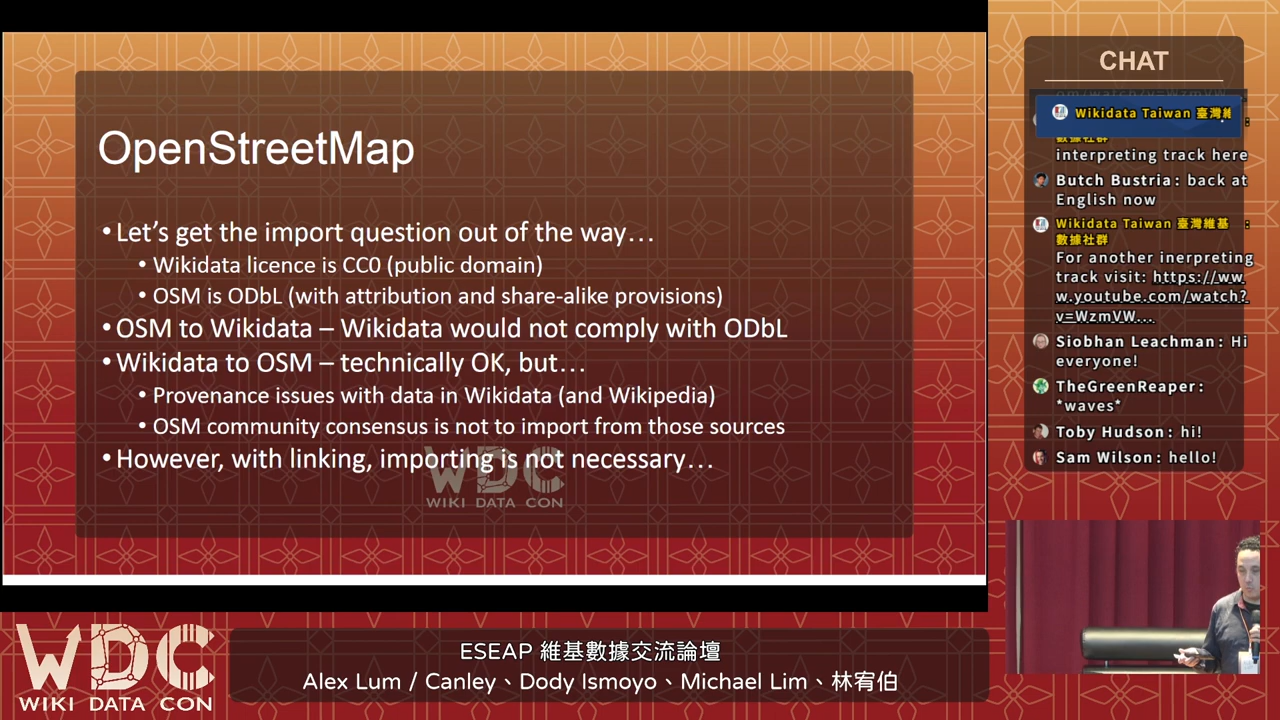 OpenStreetMap
•Let's get the import question out of the way…
• Wikidata licence is CC0 (public domain)
• OSM is ODbL (with attribution and share-alike provisions)
•OSM to Wikidata – Wikidata would not comply with ODbL
•Wikidata to OSM – technically OK, but…
• Provenance issues with data in Wikidata (and Wikipedia)
• OSM community consensus is not to import from those sources
•However, with linking, importing is not necessary…
WDC
WIKI DATA CON
CHAT
Wikidata Taiwan 臺灣維
數據社群 :
interpreting track here
Butch Bustria: back at
English now
Wikidata Taiwan 臺灣維基
數據社群 :
For another inerpreting
track visit: https://ww
w.youtube.com/watch?
v=WzmVW...
Siobhan Leachman: Hi
everyone!
TheGreenReaper:
*waves*
Toby Hudson: hi!
Sam Wilson: hello!
WDC
WIKI DATA CON
ESEAP 維基數據交流論壇
Alex Lum / Canley、Dody Ismoyo、Michael Lim、林宥伯